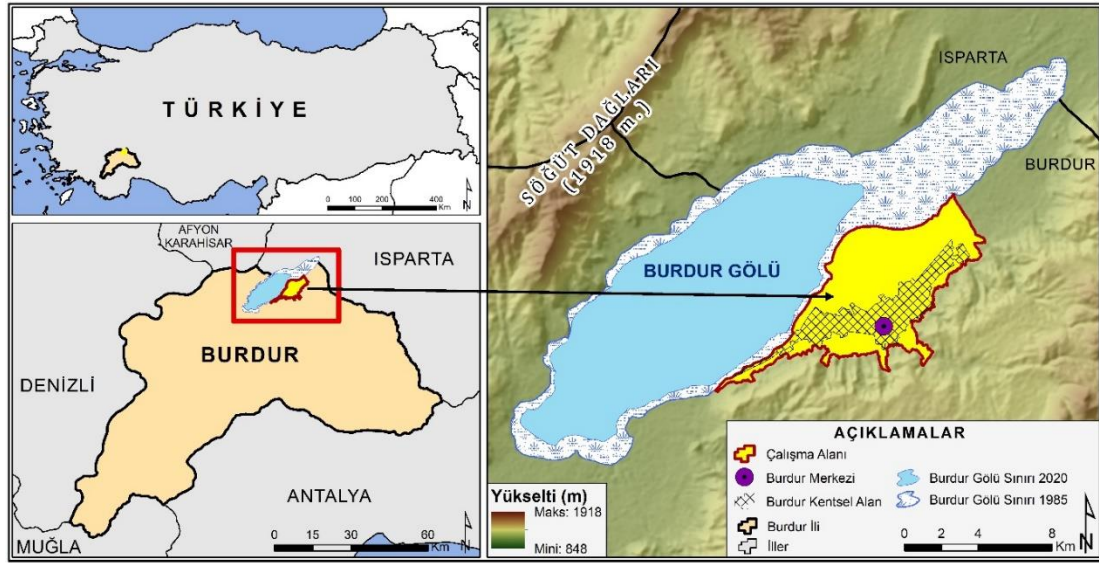 TÜRKİYE
0 100 200 400
Km
N
AFYON
KARAHİSAR
ISPARTA
BURDUR
DENİZLİ
ANTALYA
MUĞLA
0 15 30 60
Km
N
ISPARTA
BURDUR
SÖĞÜT DAĞLARI
(1918 m.)
BURDUR GÖLÜ
Yükselti (m)
Maks: 1918
Mini: 848
AÇIKLAMALAR
Çalışma Alanı
Burdur Merkezi
Burdur Kentsel Alan
Burdur İli
İller
Burdur Gölü Sınırı 2020
Burdur Gölü Sınırı 1985
0 2 4 8
Km
N